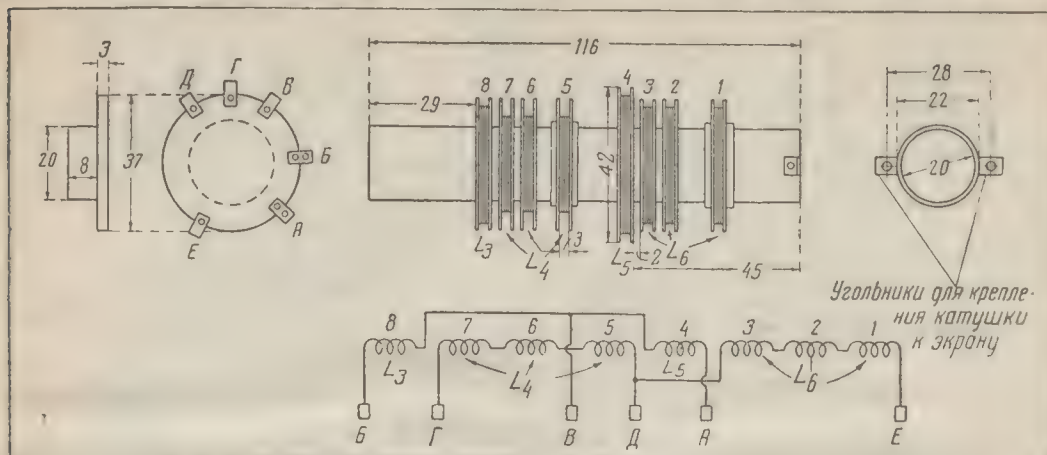 3
Д Г В
20 8 37
Б
А
Е
116
29
8 7 6 5 4 3 2 1
42
3
L3 L4 L5 2 L6
45
28
22
20
Угольники для крепле-
ния катушки
к экрану
8 7 6 5 4 3 2 1
L3 L4 L5 L6
Б Г В Д А Е